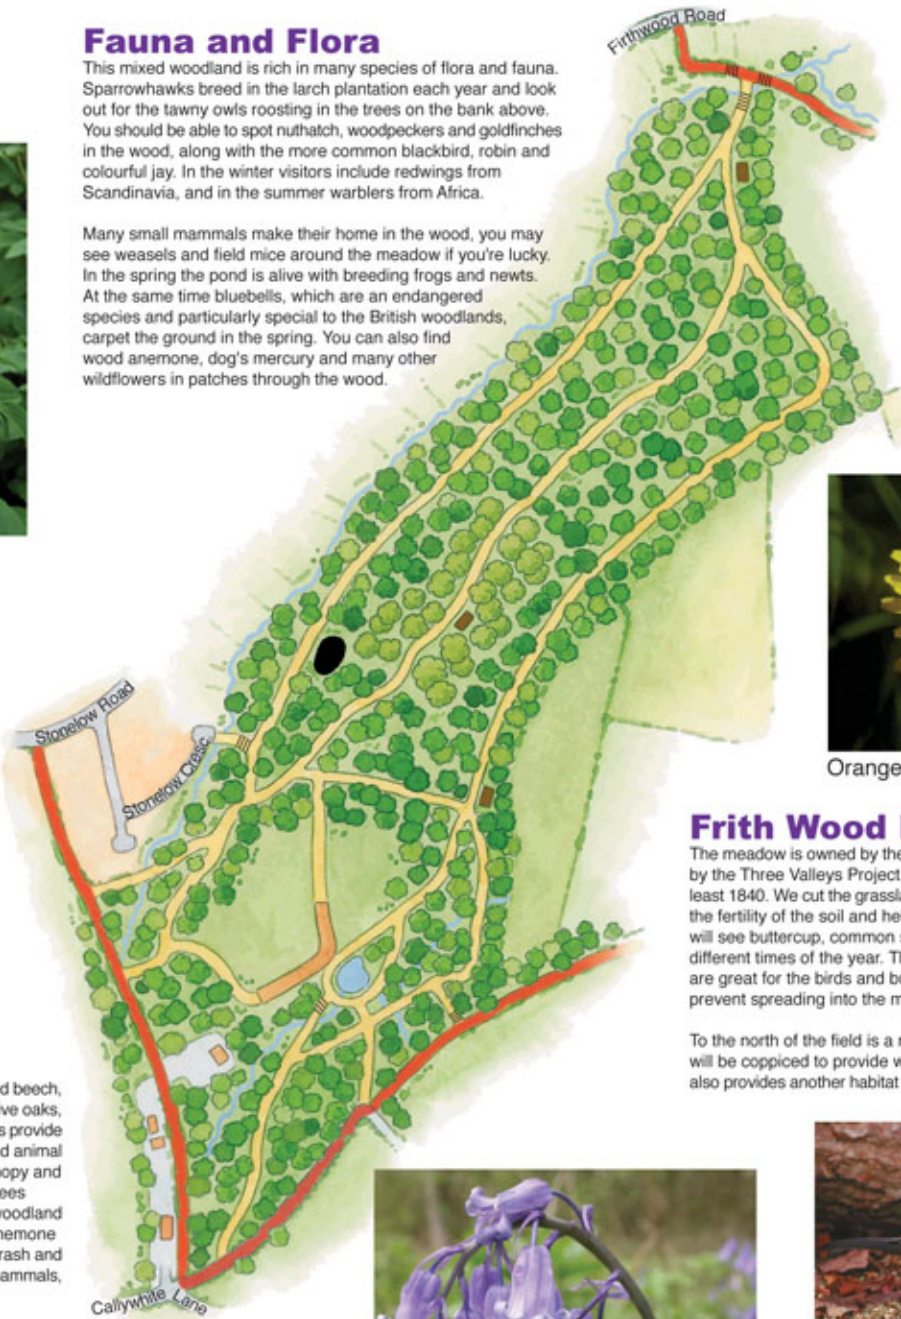 Fauna and Flora
This mixed woodland is rich in many species of flora and fauna.
Sparrowhawks breed in the larch plantation each year and look
out for the tawny owls roosting in the trees on the bank above.
You should be able to spot nuthatch, woodpeckers and goldfinches
in the wood, along with the more common blackbird, robin and
colourful jay. In the winter visitors include redwings from
Scandinavia, and in the summer warblers from Africa.
Many small mammals make their home in the wood, you may
see weasels and field mice around the meadow if you're lucky.
In the spring the pond is alive with breeding frogs and newts.
At the same time bluebells, which are an endangered
species and particularly special to the British woodlands,
carpet the ground in the spring. You can also find
wood anemone, dog's mercury and many other
wildflowers in patches through the wood.
Firthwood Road
Stonelow Road
Stonelow Cresc
Callywhite Lane
Orange
Frith Wood
The meadow is owned by the
by the Three Valleys Project
least 1840. We cut the grassla
the fertility of the soil and he
will see buttercup, common s
different times of the year. Th
are great for the birds and b
prevent spreading into the m
To the north of the field is a
will be coppiced to provide w
also provides another habitat
d beech,
ve oaks,
s provide
d animal
opy and
ees
oodland
nemone
rash and
ammals,